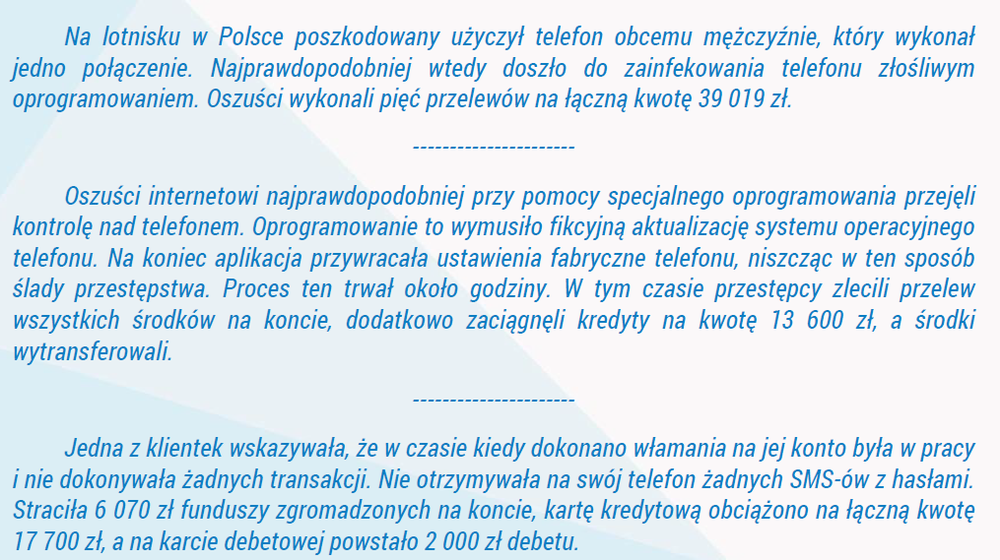 Na lotnisku w Polsce poszkodowany użyczył telefon obcemu mężczyźnie, który wykonał
jedno połączenie. Najprawdopodobniej wtedy doszło do zainfekowania telefonu złośliwym
oprogramowaniem. Oszuści wykonali pięć przelewów na łączną kwotę 39 019 zł.
----------------------
Oszuści internetowi najprawdopodobniej przy pomocy specjalnego oprogramowania przejęli
kontrolę nad telefonem. Oprogramowanie to wymusiło fikcyjną aktualizację systemu operacyjnego
telefonu. Na koniec aplikacja przywracała ustawienia fabryczne telefonu, niszcząc w ten sposób
ślady przestępstwa. Proces ten trwał około godziny. W tym czasie przestępcy zlecili przelew
wszystkich środków na koncie, dodatkowo zaciągnęli kredyty na kwotę 13 600 zł, a środki
wytransferowali.
----------------------
Jedna z klientek wskazywała, że w czasie kiedy dokonano włamania na jej konto była w pracy
i nie dokonywała żadnych transakcji. Nie otrzymywała na swój telefon żadnych SMS-ów z hasłami.
Straciła 6 070 zł funduszy zgromadzonych na koncie, kartę kredytową obciążono na łączną kwotę
17 700 zł, a na karcie debetowej powstało 2 000 zł debetu.